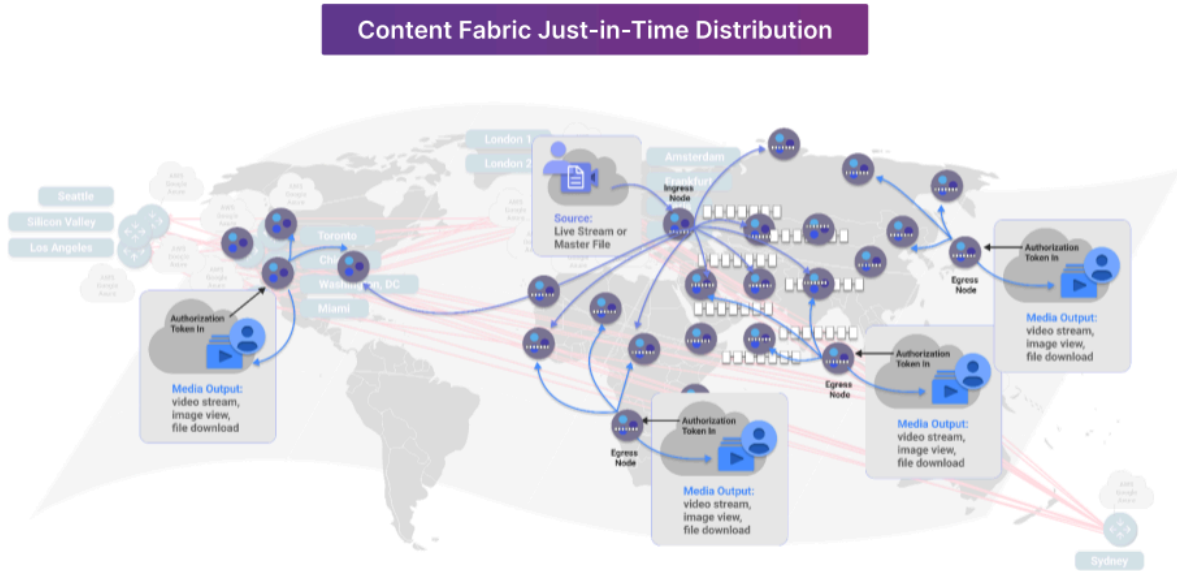 Content Fabric Just-in-Time Distribution
London 1
London 2
Amsterdam
Frankfurt
Seattle
Silicon Valley
Los Angeles
Toronto
Washington, DC
Miami
Sydney
Source:
Live Stream or
Master File
Ingress
Node
Authorization
Token In
Media Output:
video stream,
image view,
file download
Egress
Node
Authorization
Token In
Media Output:
video stream,
image view,
file download
Egress
Node
Authorization
Token In
Media Output:
video stream,
image view,
file download
Egress
Node
Authorization
Token In
Media Output:
video stream,
image view,
file download